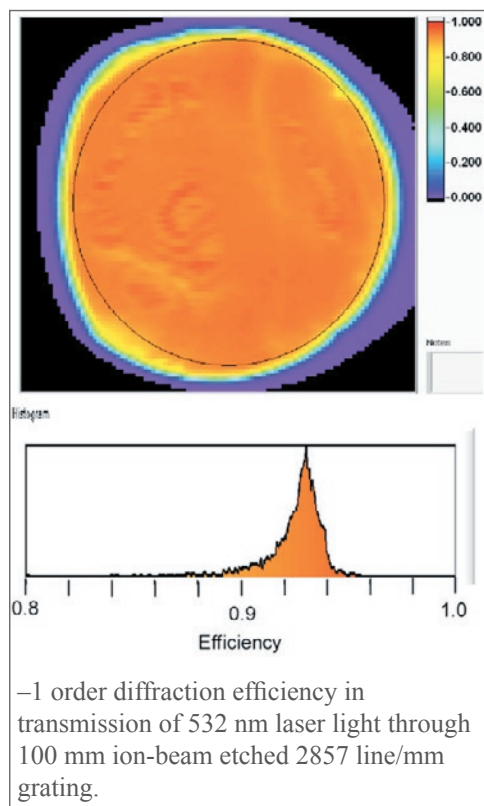 1.000
0.800
0.600
0.400
0.200
0.000
Notes
Histogram
0.8 0.9 1.0
Efficiency
–1 order diffraction efficiency in
transmission of 532 nm laser light through
100 mm ion-beam etched 2857 line/mm
grating.